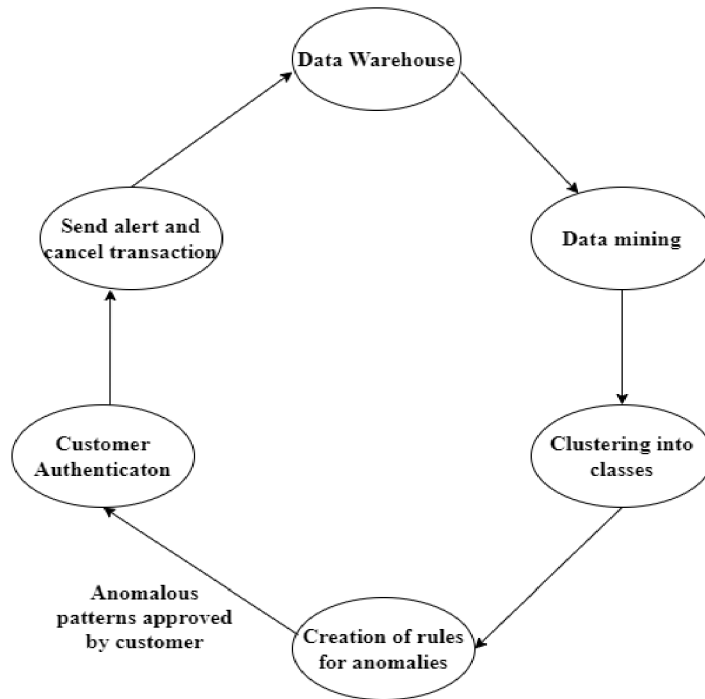 Data Warehouse
Data mining
Clustering into
classes
Creation of rules
for anomalies
Anomalous
patterns approved
by customer
Customer
Authenticaton
Send alert and
cancel transaction